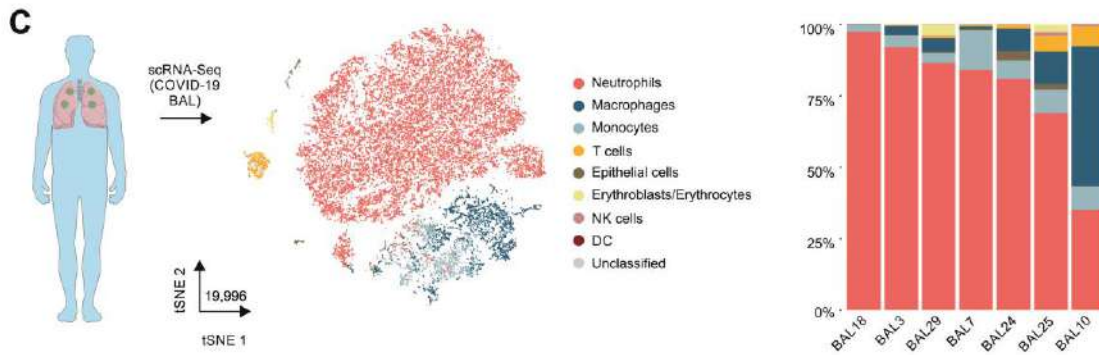 C
scRNA-Seq
(COVID-19
BAL)
tSNE 2
19,996
tSNE 1
Neutrophils
Macrophages
Monocytes
T cells
Epithelial cells
Erythroblasts/Erythrocytes
NK cells
DC
Unclassified
100%
75%
50%
25%
0%
BAL18
BAL3
BAL29
BAL7
BAL24
BAL25
BAL10